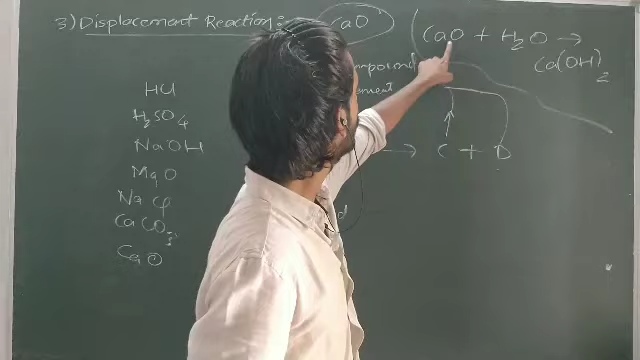 3) Displacement Reaction:- CaO
CaO + H2O →
Ca(OH)2
HCl
H2SO4
NaOH
MgO
NaCl
CaCO3
CaO
→ C + D